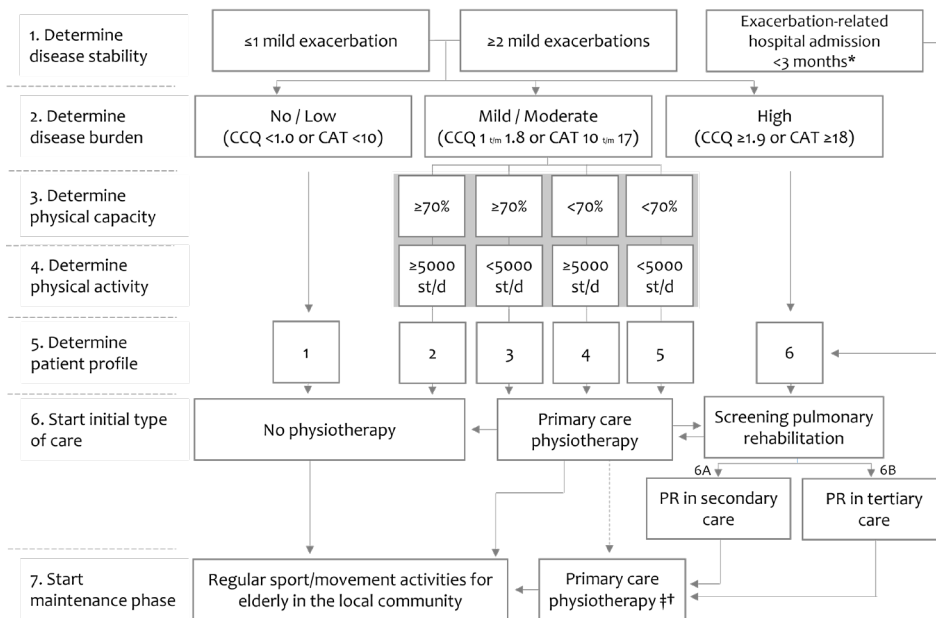 1. Determine
disease stability
≤1 mild exacerbation
≥2 mild exacerbations
Exacerbation-related
hospital admission
<3 months*
2. Determine
disease burden
No / Low
(CCQ <1.0 or CAT <10)
Mild / Moderate
(CCQ 1 t/m 1.8 or CAT 10 t/m 17)
High
(CCQ ≥1.9 or CAT ≥18)
3. Determine
physical capacity
≥70%
≥70%
<70%
<70%
4. Determine
physical activity
≥5000
st/d
<5000
st/d
≥5000
st/d
<5000
st/d
5. Determine
patient profile
1
2
3
4
5
6
6. Start initial type
of care
No physiotherapy
Primary care
physiotherapy
Screening pulmonary
rehabilitation
6A
6B
PR in secondary
care
PR in tertiary
care
7. Start
maintenance phase
Regular sport/movement activities for
elderly in the local community
Primary care
physiotherapy ‡†